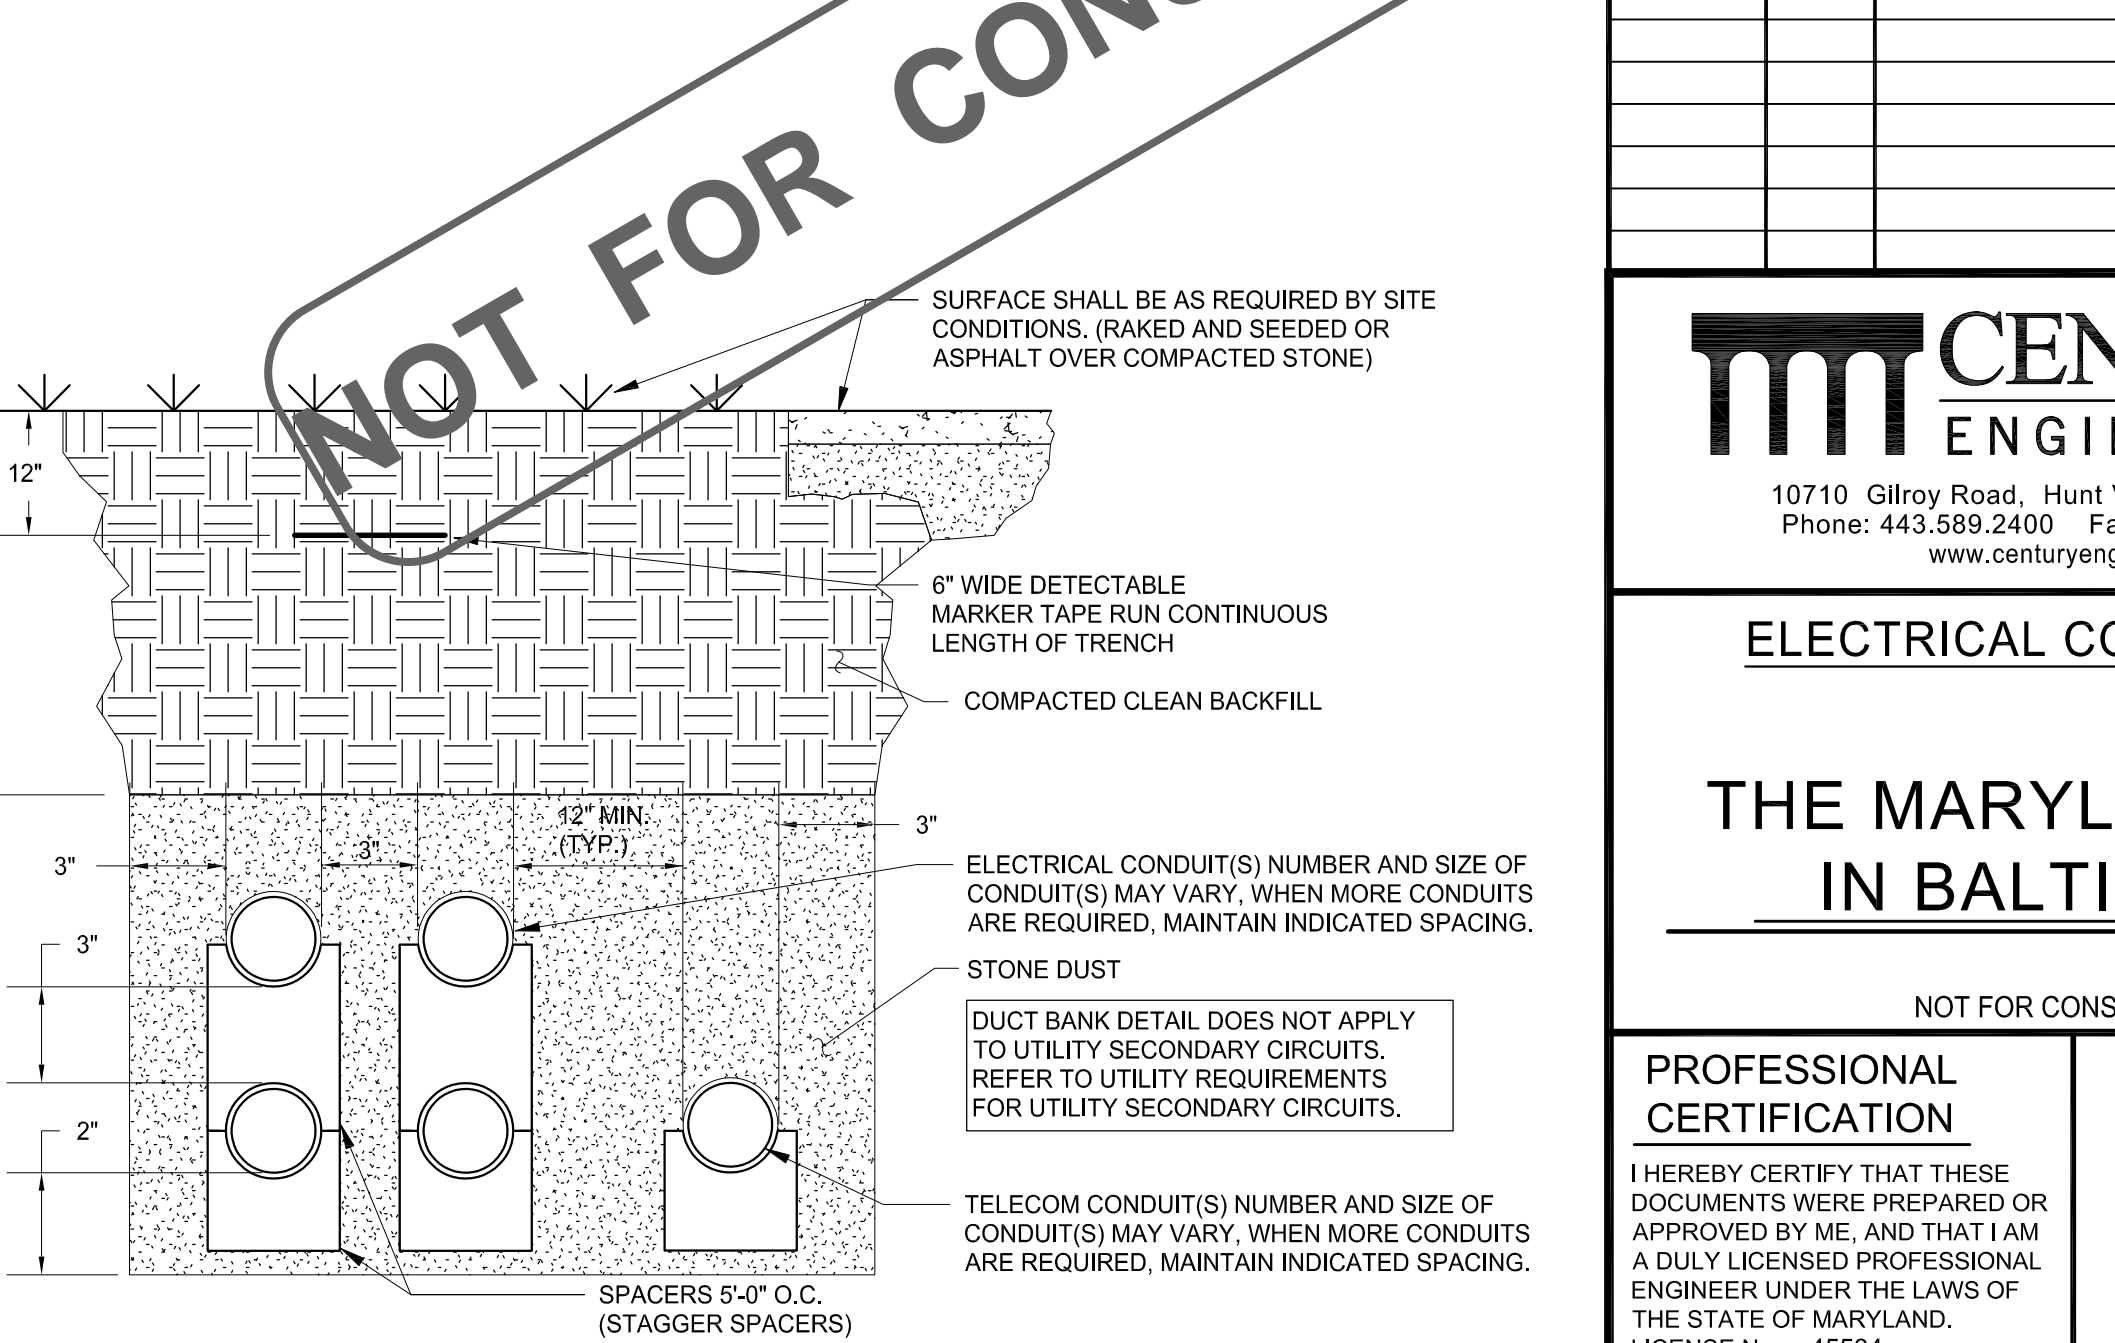 NOT FOR
SURFACE SHALL BE AS REQUIRED BY SITE
CONDITIONS. (RAKED AND SEEDED OR
ASPHALT OVER COMPACTED STONE)
12"
6" WIDE DETECTABLE
MARKER TAPE RUN CONTINUOUS
LENGTH OF TRENCH
COMPACTED CLEAN BACKFILL
12" MIN.
(TYP.)
3"
3"
3"
ELECTRICAL CONDUIT(S) NUMBER AND SIZE OF
CONDUIT(S) MAY VARY, WHEN MORE CONDUITS
ARE REQUIRED, MAINTAIN INDICATED SPACING.
3"
STONE DUST
DUCT BANK DETAIL DOES NOT APPLY
TO UTILITY SECONDARY CIRCUITS.
REFER TO UTILITY REQUIREMENTS
FOR UTILITY SECONDARY CIRCUITS.
2"
TELECOM CONDUIT(S) NUMBER AND SIZE OF
CONDUIT(S) MAY VARY, WHEN MORE CONDUITS
ARE REQUIRED, MAINTAIN INDICATED SPACING.
SPACERS 5'-0" O.C.
(STAGGER SPACERS)
CEN
ENGI
10710 Gilroy Road, Hunt
Phone: 443.589.2400 Fa
www.centuryeng
ELECTRICAL CO
THE MARYL
IN BALTI
NOT FOR CONS
PROFESSIONAL
CERTIFICATION
I HEREBY CERTIFY THAT THESE
DOCUMENTS WERE PREPARED OR
APPROVED BY ME, AND THAT I AM
A DULY LICENSED PROFESSIONAL
ENGINEER UNDER THE LAWS OF
THE STATE OF MARYLAND.